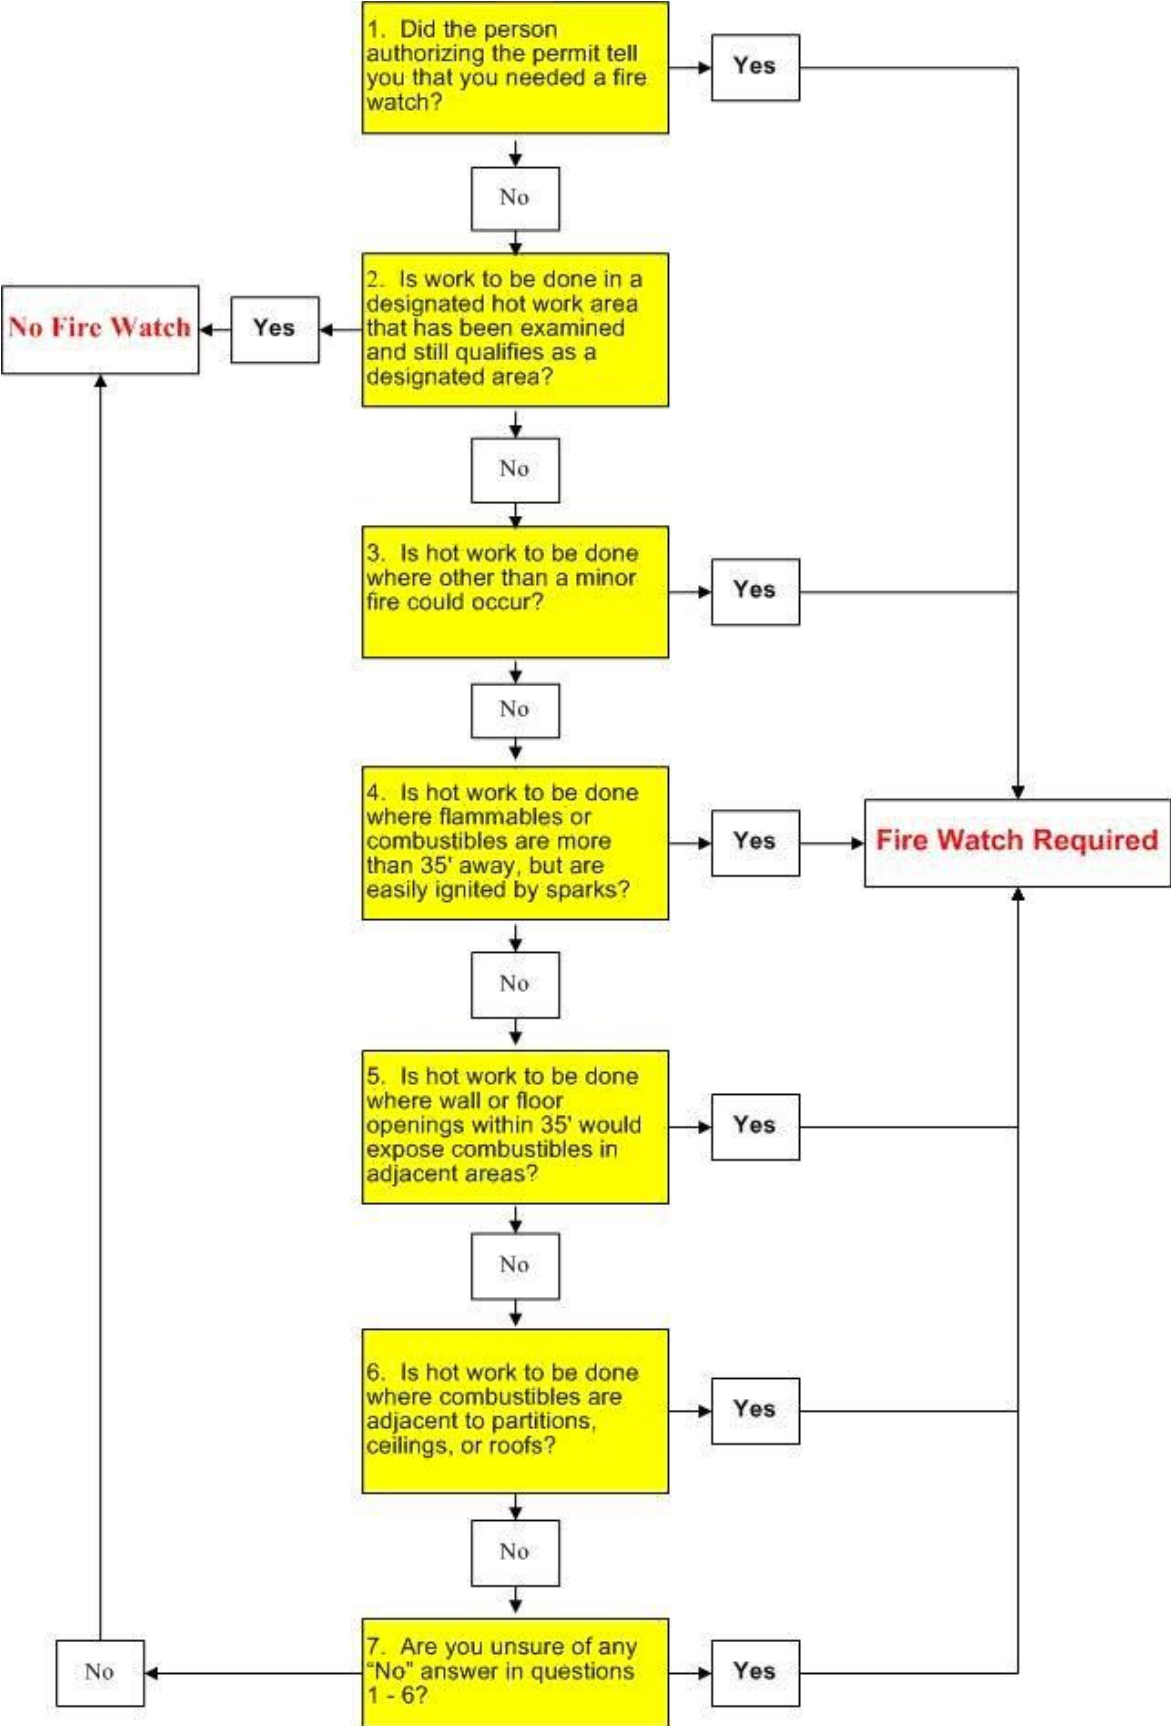 1. Did the person
authorizing the permit tell
you that you needed a fire
watch?
Yes
No
2. Is work to be done in a
designated hot work area
that has been examined
and still qualifies as a
designated area?
Yes
No Fire Watch
No
3. Is hot work to be done
where other than a minor
fire could occur?
Yes
No
4. Is hot work to be done
where flammables or
combustibles are more
than 35' away, but are
easily ignited by sparks?
Yes
Fire Watch Required
No
5. Is hot work to be done
where wall or floor
openings within 35' would
expose combustibles in
adjacent areas?
Yes
No
6. Is hot work to be done
where combustibles are
adjacent to partitions,
ceilings, or roofs?
Yes
No
7. Are you unsure of any
“No” answer in questions
1 - 6?
Yes
No